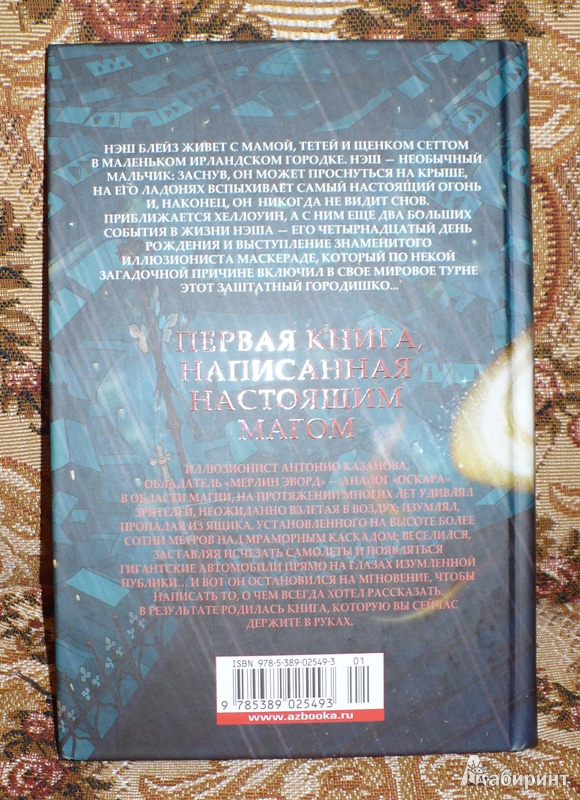 НЭШ БЛЕЙЗ ЖИВЕТ С МАМОЙ, ТЕТЕЙ И ЩЕНКОМ СЕТТОМ
В МАЛЕНЬКОМ ИРЛАНДСКОМ ГОРОДКЕ. НЭШ — НЕОБЫЧНЫЙ
МАЛЬЧИК: ЗАСНУВ, ОН МОЖЕТ ПРОСНУТЬСЯ НА КРЫШЕ,
НА ЕГО ЛАДОНЯХ ВСПЫХИВАЕТ САМЫЙ НАСТОЯЩИЙ ОГОНЬ
И, НАКОНЕЦ, ОН НИКОГДА НЕ ВИДИТ СНОВ.
ПРИБЛИЖАЕТСЯ ХЕЛЛОУИН, А С НИМ ЕЩЕ ДВА БОЛЬШИХ
СОБЫТИЯ В ЖИЗНИ НЭША — ЕГО ЧЕТЫРНАДЦАТЫЙ ДЕНЬ
РОЖДЕНИЯ И ВЫСТУПЛЕНИЕ ЗНАМЕНИТОГО
ИЛЛЮЗИОНИСТА МАСКЕРАДЕ, КОТОРЫЙ ПО НЕКОЙ
ЗАГАДОЧНОЙ ПРИЧИНЕ ВКЛЮЧИЛ В СВОЕ МИРОВОЕ ТУРНЕ
ЭТОТ ЗАШТАТНЫЙ ГОРОДИШКО...
ПЕРВАЯ КНИГА,
НАПИСАННАЯ
НАСТОЯЩИМ
МАГОМ
ИЛЛЮЗИОНИСТ АНТОНИО КАЗАНОВА,
ОБЛАДАТЕЛЬ «МЕРЛИН ЭВОРД» — АНАЛОГ «ОСКАРА»
В ОБЛАСТИ МАГИИ, НА ПРОТЯЖЕНИИ МНОГИХ ЛЕТ УДИВЛЯЛ
ЗРИТЕЛЕЙ, НЕОЖИДАННО ВЗЛЕТАЯ В ВОЗДУХ; ИЗУМЛЯЛ,
ПРОПАДАЯ ИЗ ЯЩИКА, УСТАНОВЛЕННОГО НА ВЫСОТЕ БОЛЕЕ
СОТНИ МЕТРОВ НАД МРАМОРНЫМ КАСКАДОМ; ВЕСЕЛИЛСЯ,
ЗАСТАВЛЯЯ ИСЧЕЗАТЬ САМОЛЕТЫ И ПОЯВЛЯТЬСЯ
ГИГАНТСКИЕ АВТОМОБИЛИ ПРЯМО НА ГЛАЗАХ ИЗУМЛЕННОЙ
ПУБЛИКИ... И ВОТ ОН ОСТАНОВИЛСЯ НА МГНОВЕНИЕ, ЧТОБЫ
НАПИСАТЬ ТО, О ЧЕМ ВСЕГДА ХОТЕЛ РАССКАЗАТЬ.
В РЕЗУЛЬТАТЕ РОДИЛАСЬ КНИГА, КОТОРУЮ ВЫ СЕЙЧАС
ДЕРЖИТЕ В РУКАХ.
ISBN 978-5-389-02549-3 01
9 785389 025493
www.azbooka.ru
Лабиринт